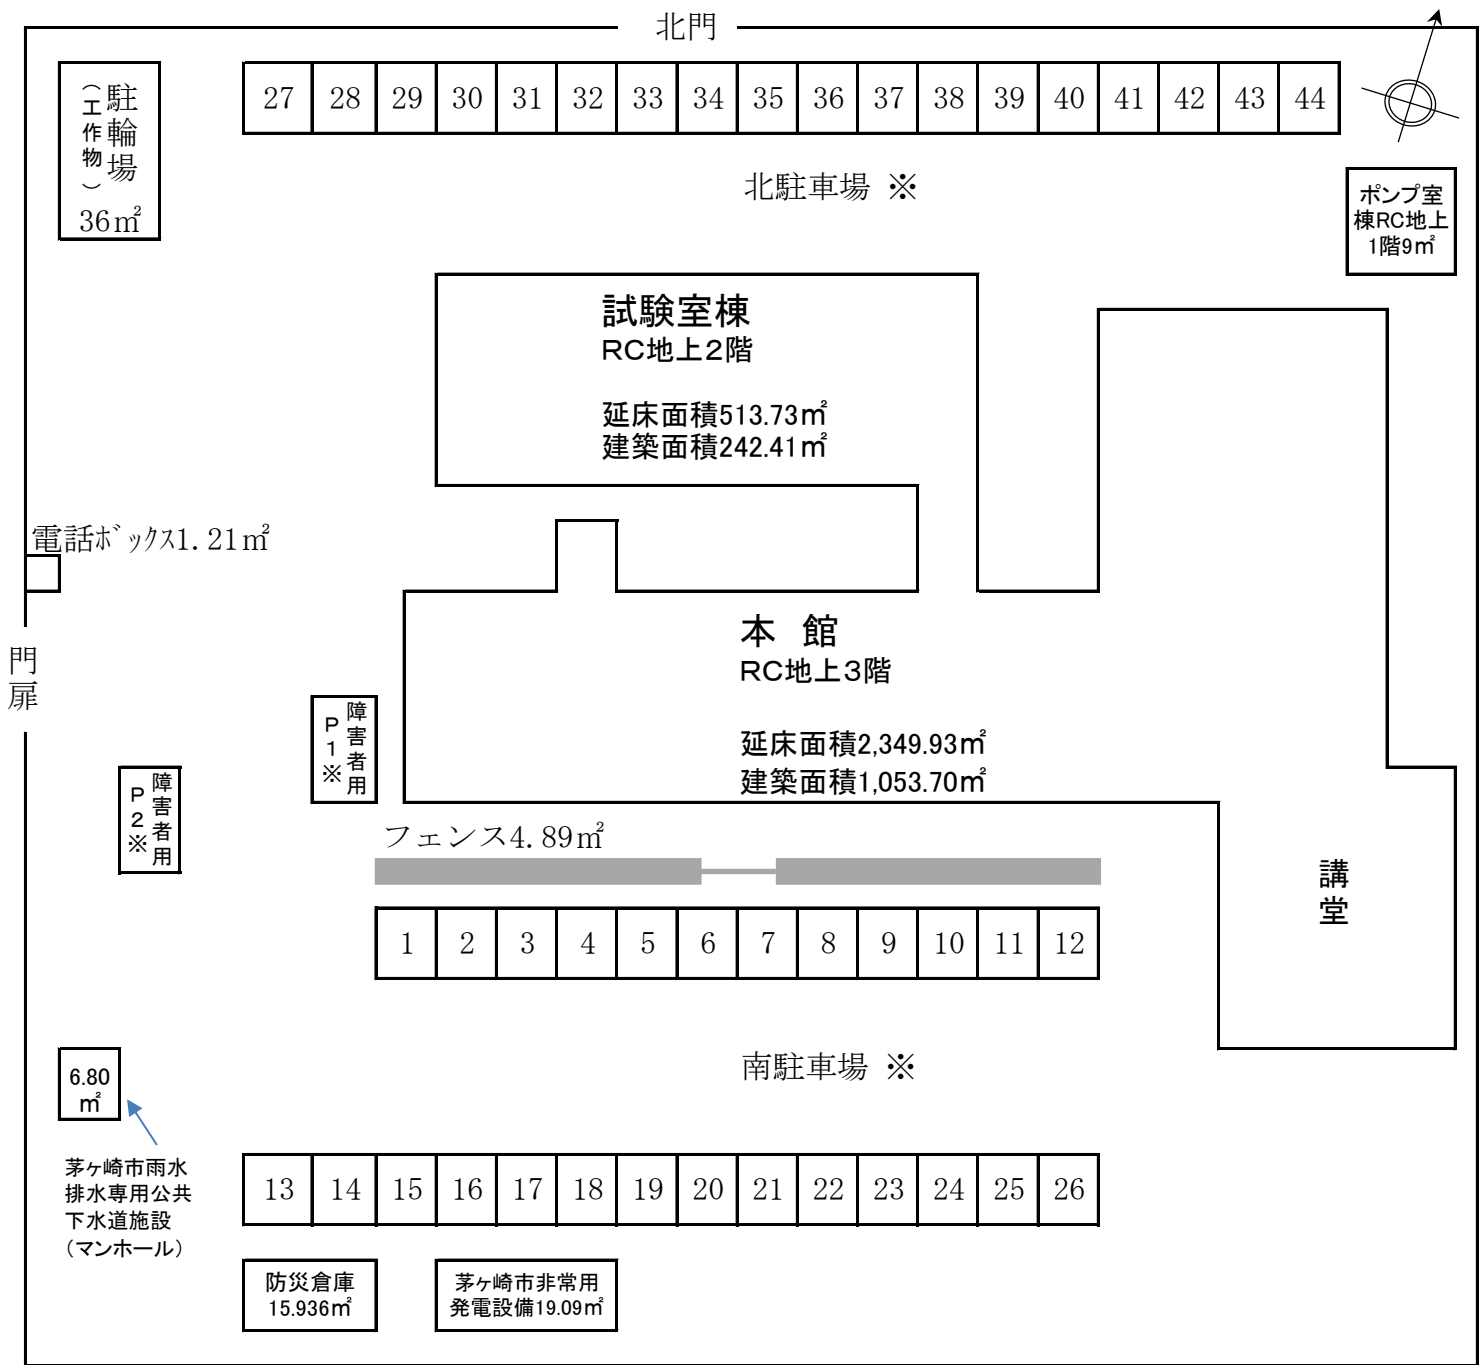 北門
駐輪場
（工作物）
36㎡
27 28 29 30 31 32 33 34 35 36 37 38 39 40 41 42 43 44
北駐車場 ※
ポンプ室
棟RC地上
1階9㎡
試験室棟
RC地上2階
延床面積513.73㎡
建築面積242.41㎡
電話ﾎﾞｯｸｽ1.21㎡
門扉
本 館
RC地上3階
延床面積2,349.93㎡
建築面積1,053.70㎡
障害者用
P1※
障害者用
P2※
フェンス4.89㎡
講堂
1 2 3 4 5 6 7 8 9 10 11 12
南駐車場 ※
6.80
㎡
茅ヶ崎市雨水
排水専用公共
下水道施設
（マンホール）
13 14 15 16 17 18 19 20 21 22 23 24 25 26
防災倉庫
15.936㎡
茅ヶ崎市非常用
発電設備19.09㎡